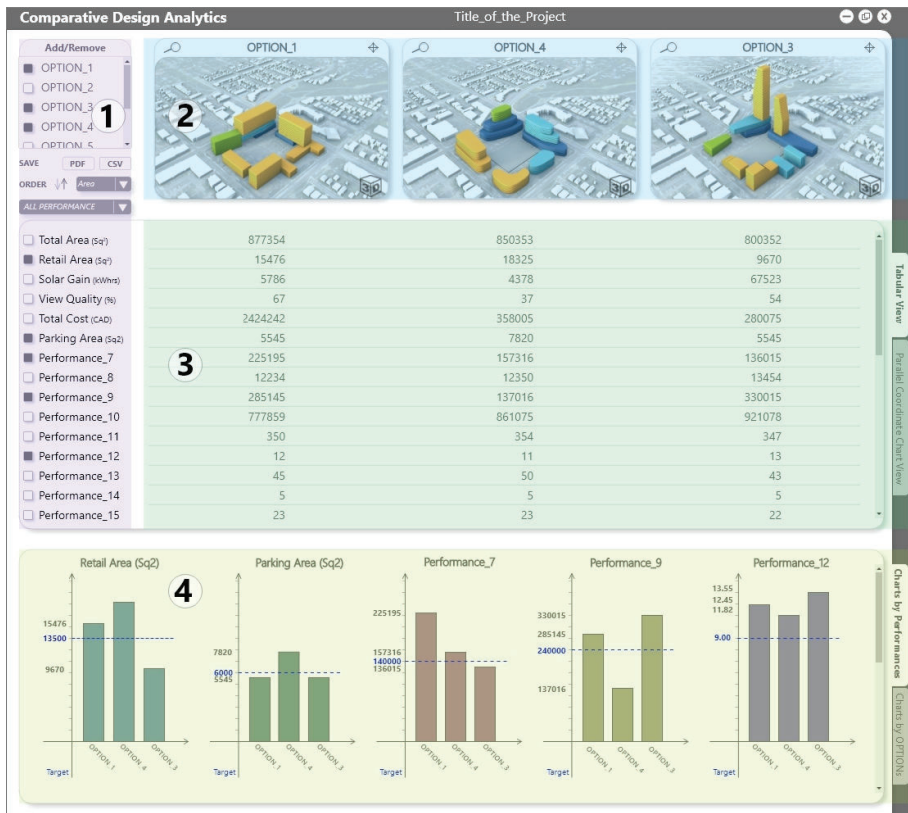 Comparative Design Analytics
Title_of_the_Project
Add/Remove
OPTION_1
OPTION_2
OPTION_3
OPTION_4
OPTION_5
1
SAVE PDF CSV
ORDER Area
ALL PERFORMANCE
OPTION_1 OPTION_4 OPTION_3
2
3D 3D 3D
Total Area (Sq²) 877354 850353 800352
Retail Area (Sq²) 15476 18325 9670
Solar Gain (kWhrs) 5786 4378 67523
View Quality (%) 67 37 54
Total Cost (CAD) 2424242 358005 280075
Parking Area (Sq2) 5545 7820 5545
Performance_7 225195 157316 136015
Performance_8 12234 12350 13454
Performance_9 285145 137016 330015
Performance_10 777859 861075 921078
Performance_11 350 354 347
Performance_12 12 11 13
Performance_13 45 50 43
Performance_14 5 5 5
Performance_15 23 23 22
3
Tabular View
Parallel Coordinate Chart View
4
Retail Area (Sq2)
15476
13500
9670
Target
OPTION_1 OPTION_4 OPTION_3
Parking Area (Sq2)
7820
6000
5545
Target
OPTION_1 OPTION_4 OPTION_3
Performance_7
225195
157316
140000
136015
Target
OPTION_1 OPTION_4 OPTION_3
Performance_9
330015
285145
240000
137016
Target
OPTION_1 OPTION_4 OPTION_3
Performance_12
13.55
12.45
11.82
9.00
Target
OPTION_1 OPTION_4 OPTION_3
Charts by Performances
Charts by OPTIONs